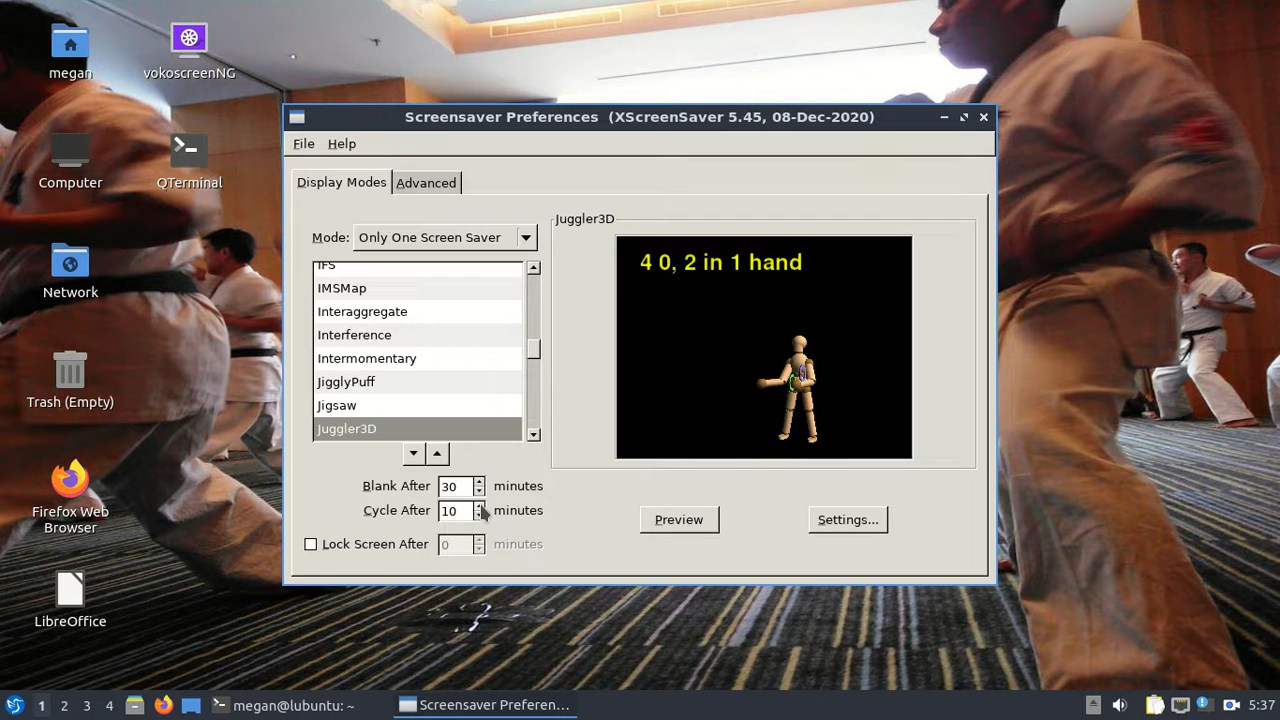 megan
vokoscreenNG
Computer
QTerminal
Network
Trash (Empty)
Firefox Web
Browser
LibreOffice
Screensaver Preferences  (XScreenSaver 5.45, 08-Dec-2020)
File
Help
Display Modes
Advanced
Mode:
Only One Screen Saver
IFS
IMSMap
Interaggregate
Interference
Intermomentary
JigglyPuff
Jigsaw
Juggler3D
Blank After
30
minutes
Cycle After
10
minutes
Lock Screen After
0
minutes
Juggler3D
4 0, 2 in 1 hand
Preview
Settings...
1
2
3
4
megan@lubuntu: ~
Screensaver Preferen...
5:37